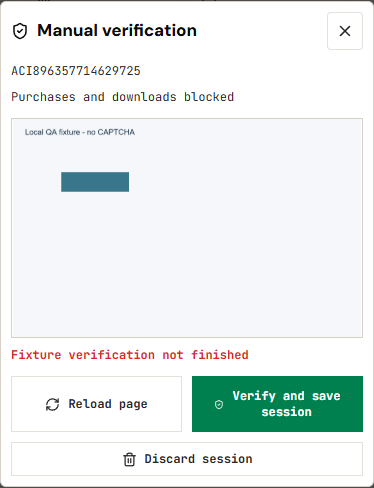 Manual verification
ACI896357714629725
Purchases and downloads blocked
Local QA fixture - no CAPTCHA
Fixture verification not finished
Reload page
Verify and save
session
Discard session